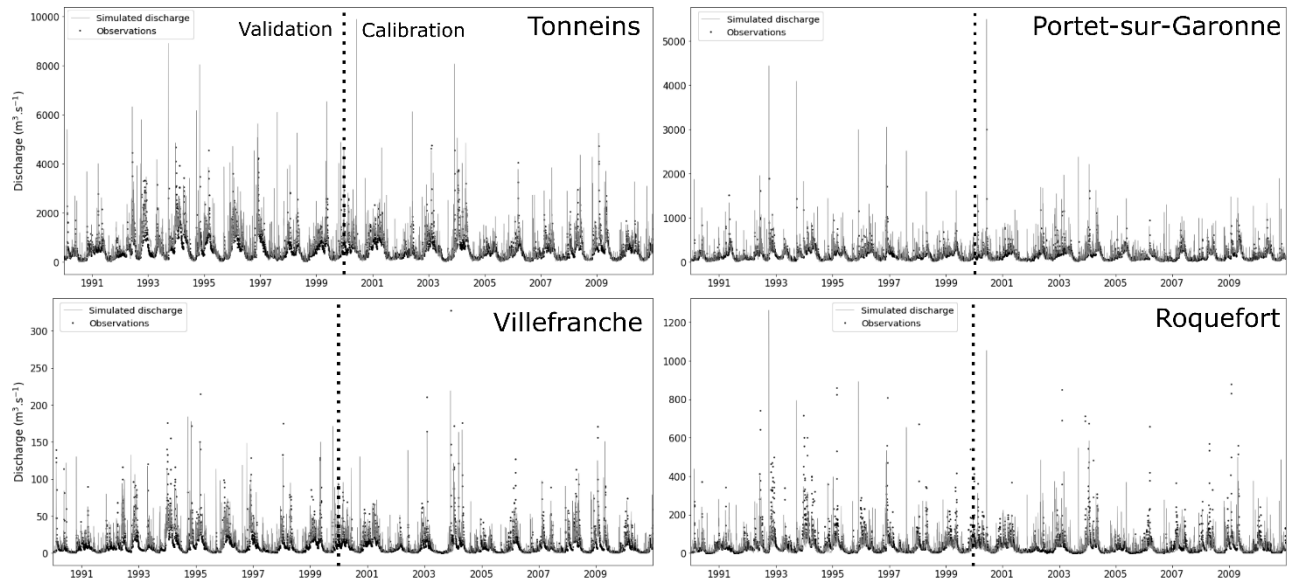 Simulated discharge
Observations
Validation
Calibration
Tonneins
Discharge (m³.s⁻¹)
10000
8000
6000
4000
2000
0
1991 1993 1995 1997 1999 2001 2003 2005 2007 2009
Simulated discharge
Observations
Portet-sur-Garonne
5000
4000
3000
2000
1000
0
1991 1993 1995 1997 1999 2001 2003 2005 2007 2009
Simulated discharge
Observations
Villefranche
Discharge (m³.s⁻¹)
300
250
200
150
100
50
0
1991 1993 1995 1997 1999 2001 2003 2005 2007 2009
Simulated discharge
Observations
Roquefort
1200
1000
800
600
400
200
0
1991 1993 1995 1997 1999 2001 2003 2005 2007 2009